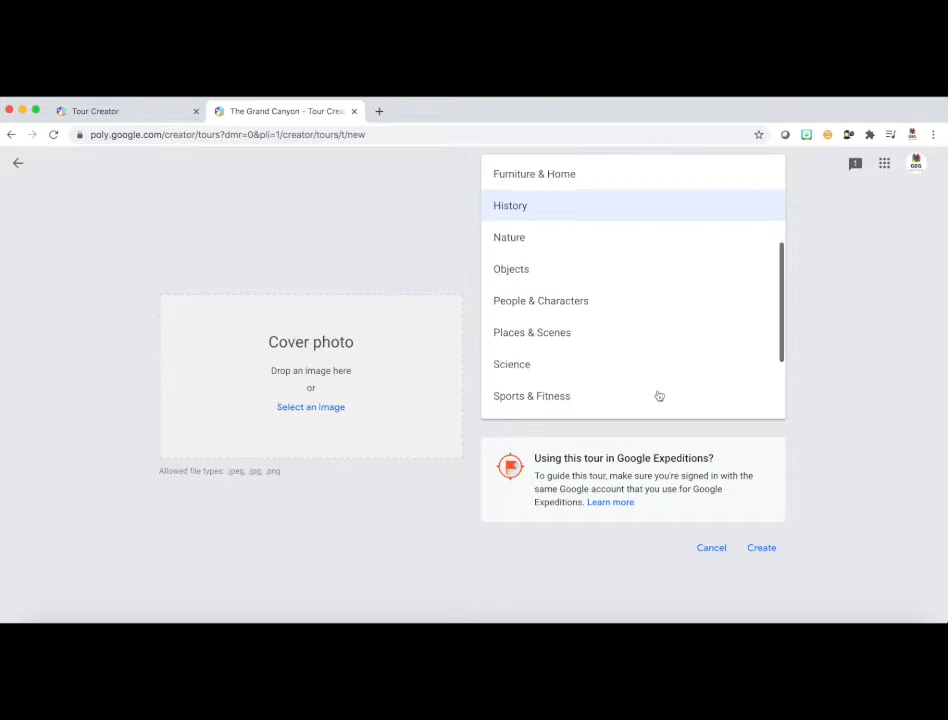 Tour Creator
The Grand Canyon - Tour Crea
poly.google.com/creator/tours?dmr=0&pli=1/creator/tours/t/new
GEG
Furniture & Home
History
Nature
Objects
People & Characters
Places & Scenes
Science
Sports & Fitness
Cover photo
Drop an image here
or
Select an image
Allowed file types: .jpeg, .jpg, .png
Using this tour in Google Expeditions?
To guide this tour, make sure you're signed in with the
same Google account that you use for Google
Expeditions. Learn more
Cancel
Create